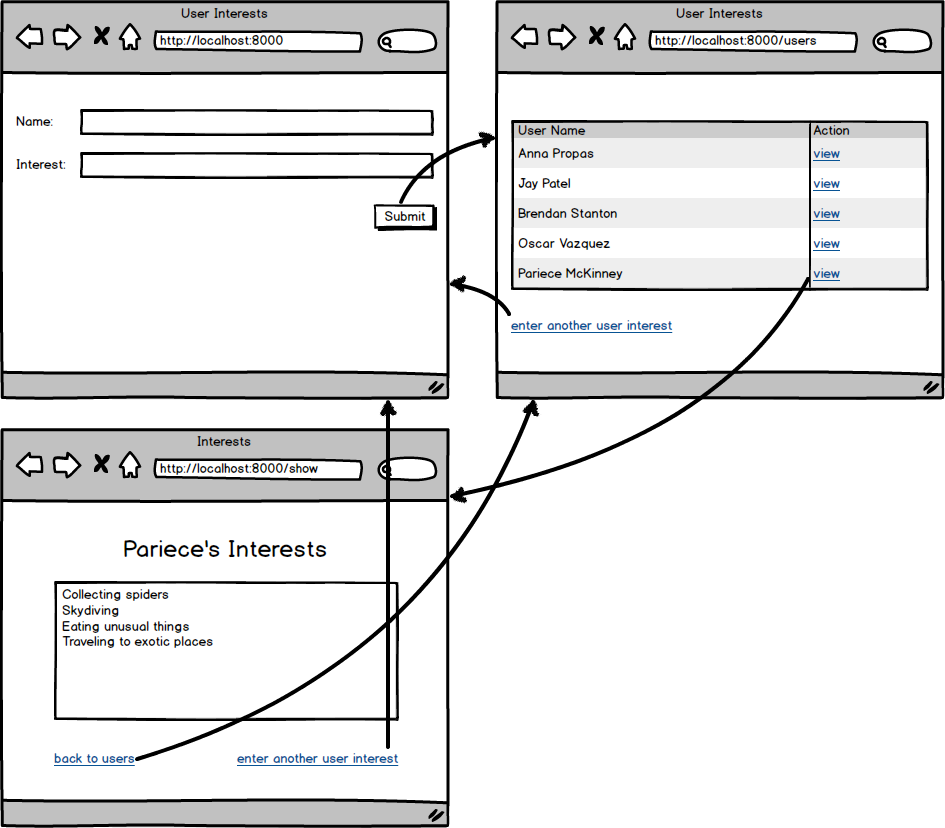 User Interests
http://localhost:8000
Name:
Interest:
Submit
User Interests
http://localhost:8000/users
User Name Action
Anna Propas view
Jay Patel view
Brendan Stanton view
Oscar Vazquez view
Pariece McKinney view
enter another user interest
Interests
http://localhost:8000/show
Pariece's Interests
Collecting spiders
Skydiving
Eating unusual things
Traveling to exotic places
back to users enter another user interest